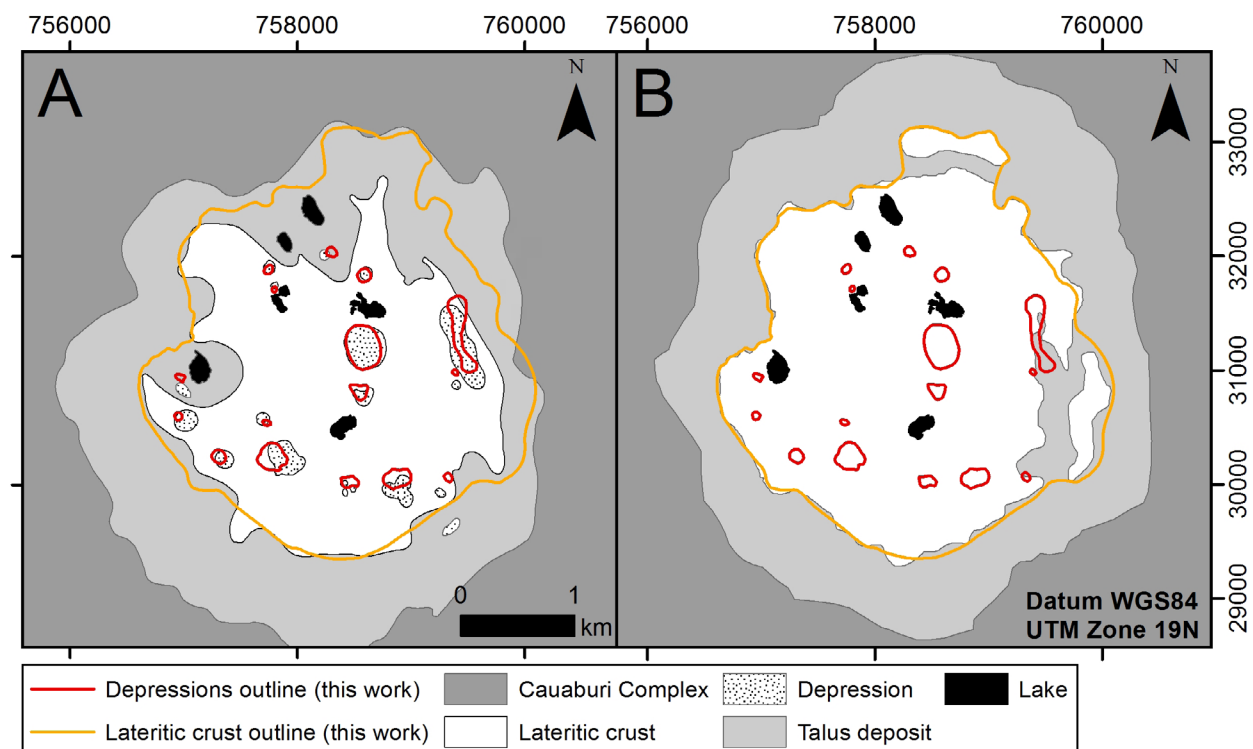 756000 758000 760000 756000 758000 760000
A N B N
33000
32000
31000
30000
29000
0 1
km
Datum WGS84
UTM Zone 19N
Depressions outline (this work) Cauaburi Complex Depression Lake
Lateritic crust outline (this work) Lateritic crust Talus deposit